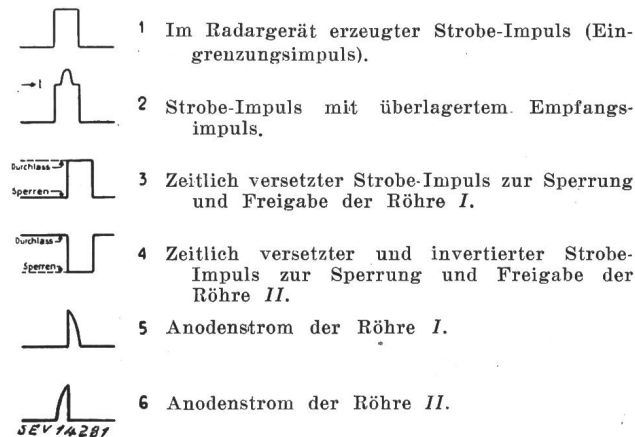 1 Im Radargerät erzeugter Strobe-Impuls (Ein-
grenzungsimpuls).
→ t
2 Strobe-Impuls mit überlagertem Empfangs-
impuls.
Durchlass
Sperren
3 Zeitlich versetzter Strobe-Impuls zur Sperrung
und Freigabe der Röhre I.
Durchlass
Sperren
4 Zeitlich versetzter und invertierter Strobe-
Impuls zur Sperrung und Freigabe der
Röhre II.
5 Anodenstrom der Röhre I.
6 Anodenstrom der Röhre II.
SEV 14281